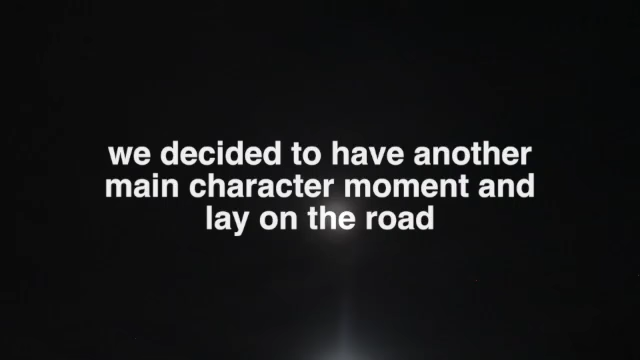 we decided to have another
main character moment and
lay on the road